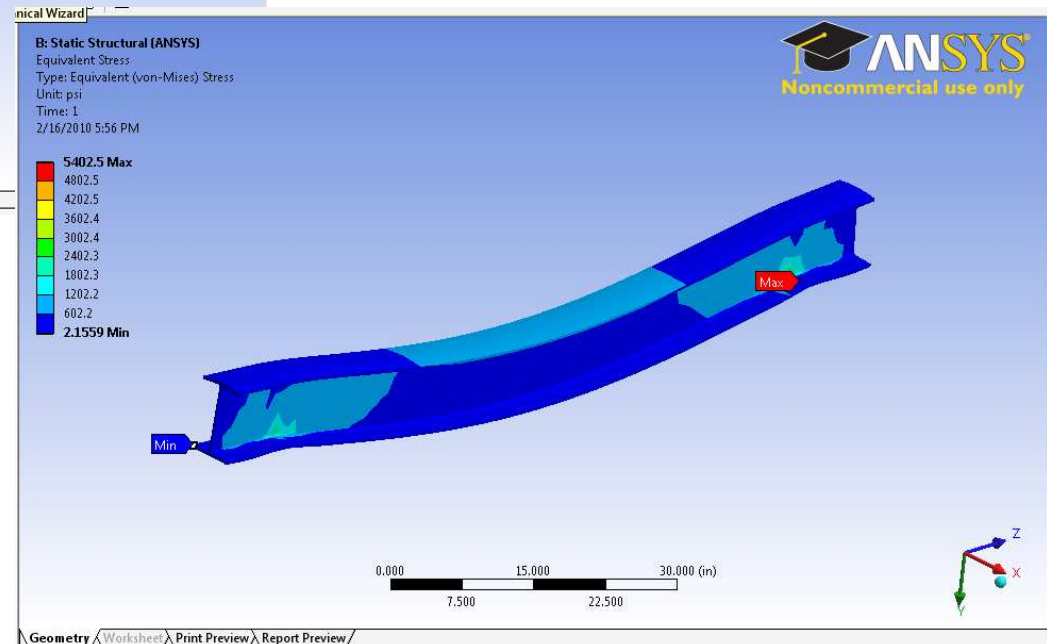 nical Wizard
B: Static Structural (ANSYS)
Equivalent Stress
Type: Equivalent (von-Mises) Stress
Unit: psi
Time: 1
2/16/2010 5:56 PM
ANSYS
Noncommercial use only
5402.5 Max
4802.5
4202.5
3602.4
3002.4
2402.3
1802.3
1202.2
602.2
2.1559 Min
Max
Min
Z
X
Y
0.000 15.000 30.000 (in)
7.500 22.500
Geometry Worksheet Print Preview Report Preview